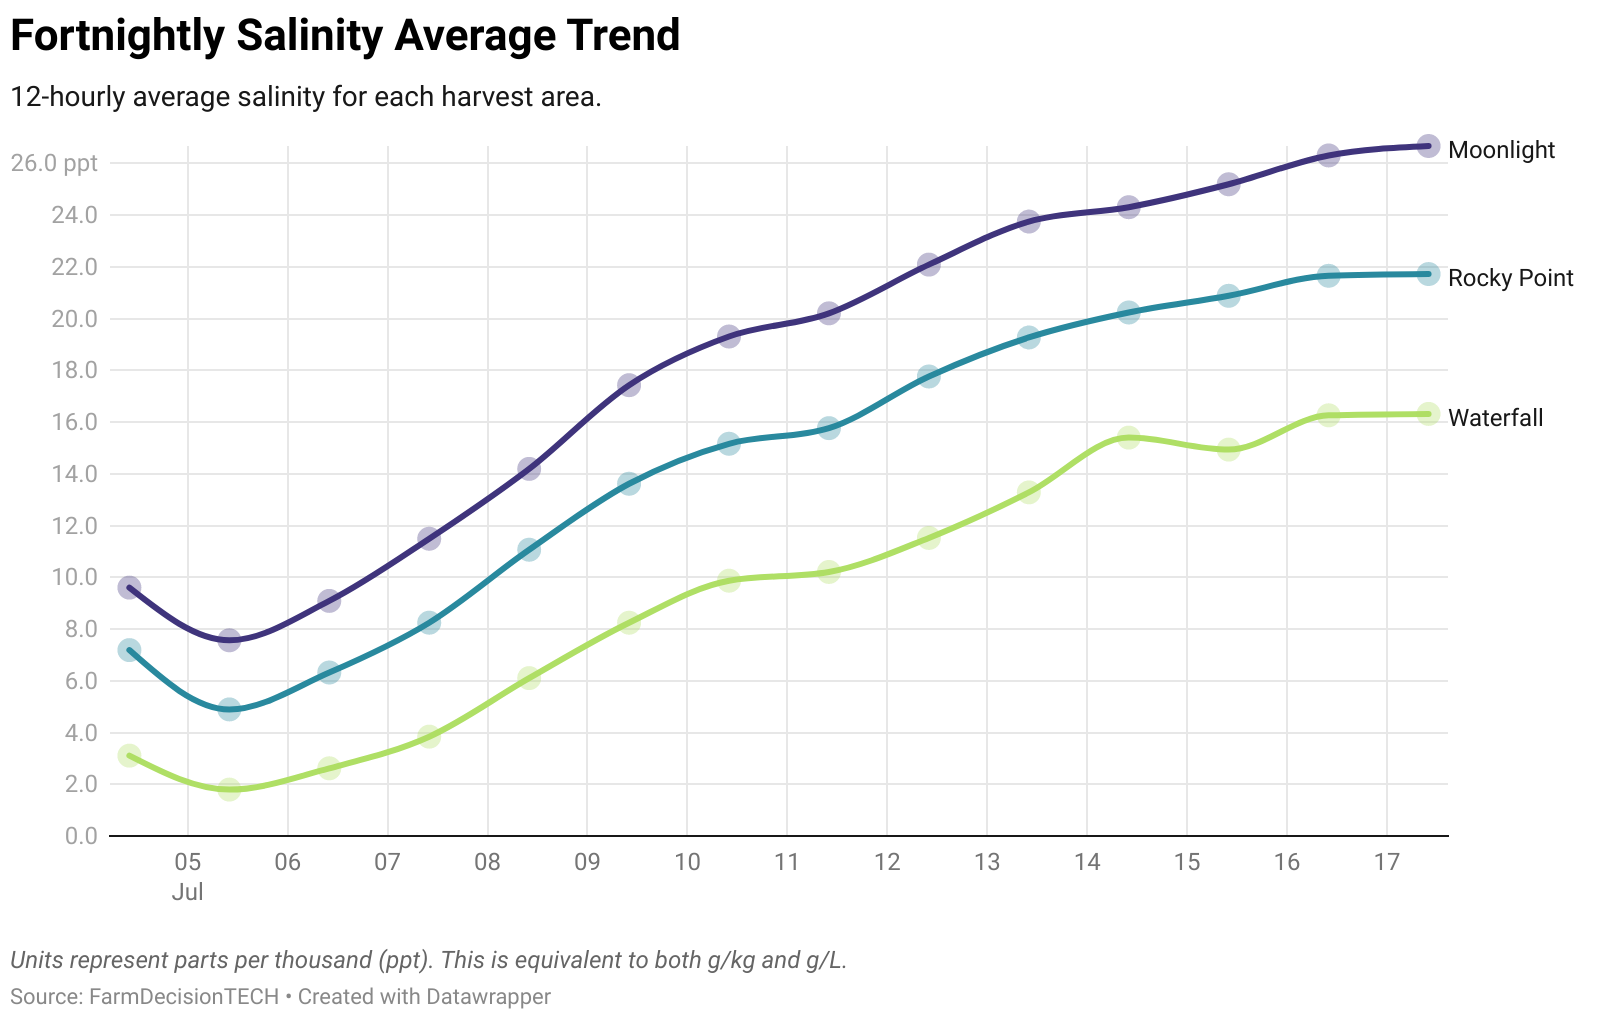 Fortnightly Salinity Average Trend
12-hourly average salinity for each harvest area.
26.0 ppt
24.0
22.0
20.0
18.0
16.0
14.0
12.0
10.0
8.0
6.0
4.0
2.0
0.0
Moonlight
Rocky Point
Waterfall
05 06 07 08 09 10 11 12 13 14 15 16 17
Jul
Units represent parts per thousand (ppt). This is equivalent to both g/kg and g/L.
Source: FarmDecisionTECH • Created with Datawrapper